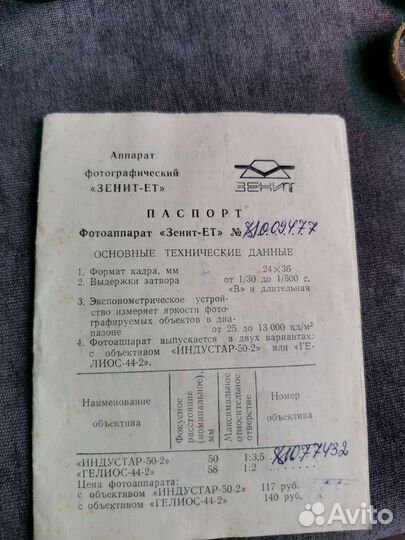 Аппарат
фотографический
«ЗЕНИТ-ЕТ»
ЗЕНИТ
ПАСПОРТ
Фотоаппарат «Зенит-ЕТ» № 81009477
ОСНОВНЫЕ ТЕХНИЧЕСКИЕ ДАННЫЕ
1. Формат кадра, мм 24×36
2. Выдержки затвора от 1/30 до 1/500 с,
«В» и длительная
3. Экспонометрическое устрой-
ство измеряет яркости фото-
графируемых объектов в диа-
пазоне от 25 до 13 000 кд/м²
4. Фотоаппарат выпускается в двух вариантах:
с объективом «ИНДУСТАР-50-2» или «ГЕ-
ЛИОС-44-2».
Наименование объектива
Фокусное расстояние (номинальное), мм
Максимальное относительное отверстие
Номер объектива
«ИНДУСТАР-50-2» 50 1:3,5
«ГЕЛИОС-44-2» 58 1:2 81077432
Цена фотоаппарата:
с объективом «ИНДУСТАР-50-2» 117 руб.
с объективом «ГЕЛИОС-44-2» 140 руб.
Avito